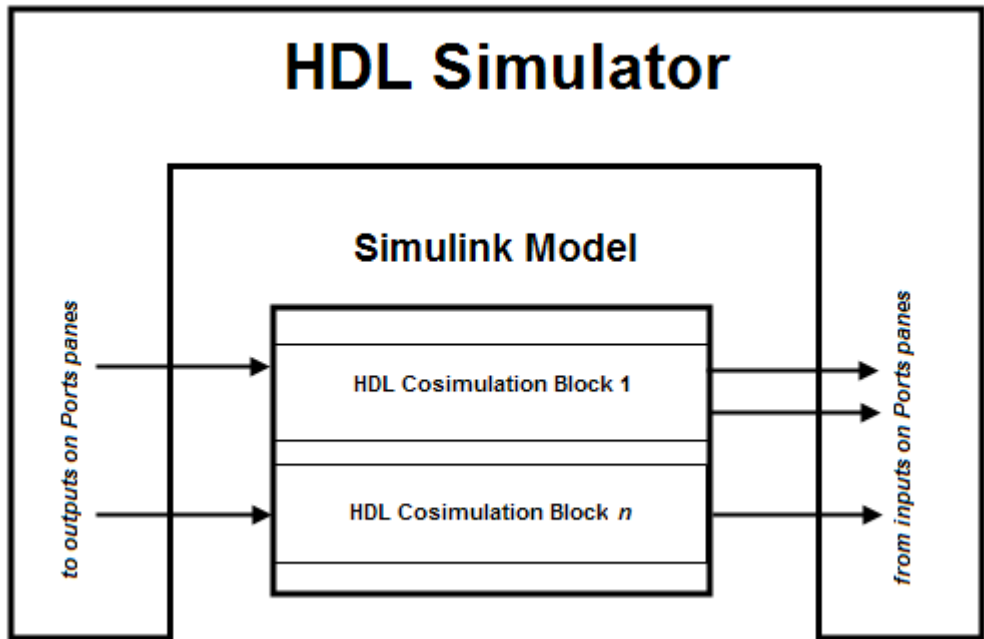 HDL Simulator
Simulink Model
to outputs on Ports panes
HDL Cosimulation Block 1
HDL Cosimulation Block n
from inputs on Ports panes